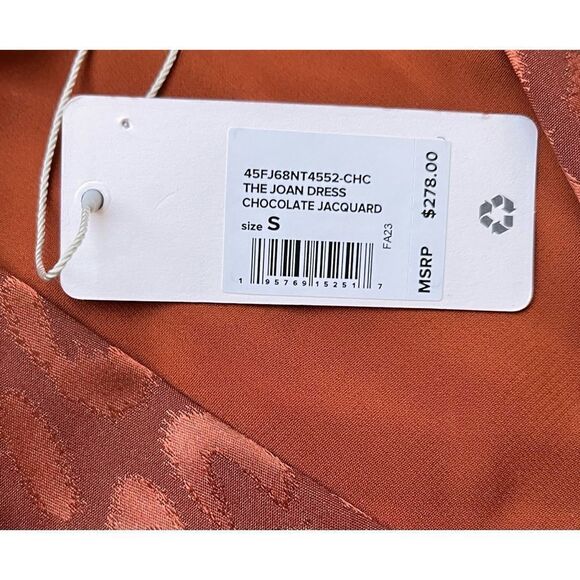 45FJ68NT4552-CHC
THE JOAN DRESS
CHOCOLATE JACQUARD
size S
1 95769 15251 7
FA23
MSRP $278.00